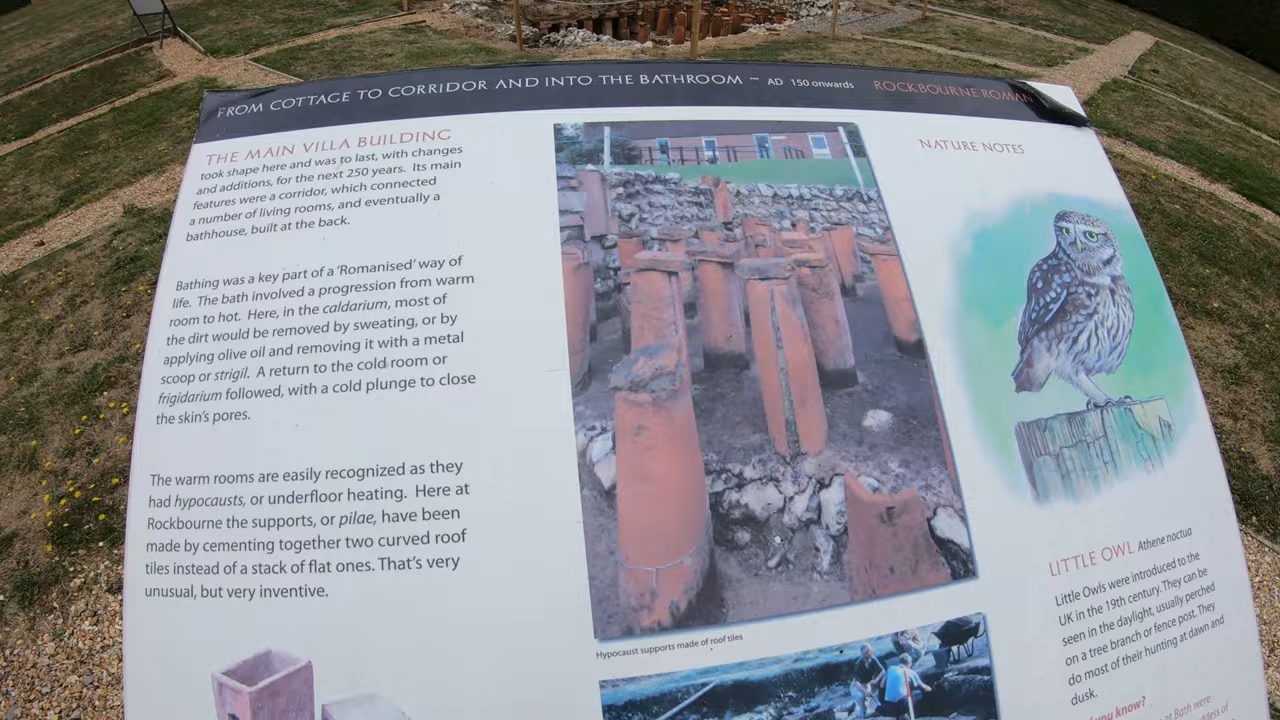 FROM COTTAGE TO CORRIDOR AND INTO THE BATHROOM – AD 150 onwards
ROCKBOURNE ROMAN
THE MAIN VILLA BUILDING
took shape here and was to last, with changes
and additions, for the next 250 years. Its main
features were a corridor, which connected
a number of living rooms, and eventually a
bathhouse, built at the back.
Bathing was a key part of a 'Romanised' way of
life. The bath involved a progression from warm
room to hot. Here, in the caldarium, most of
the dirt would be removed by sweating, or by
applying olive oil and removing it with a metal
scoop or strigil. A return to the cold room or
frigidarium followed, with a cold plunge to close
the skin's pores.
The warm rooms are easily recognized as they
had hypocausts, or underfloor heating. Here at
Rockbourne the supports, or pilae, have been
made by cementing together two curved roof
tiles instead of a stack of flat ones. That's very
unusual, but very inventive.
Hypocaust supports made of roof tiles
NATURE NOTES
LITTLE OWL Athene noctua
Little Owls were introduced to the
UK in the 19th century. They can be
seen in the daylight, usually perched
on a tree branch or fence post. They
do most of their hunting at dawn and
dusk.
you know?
at Bath were